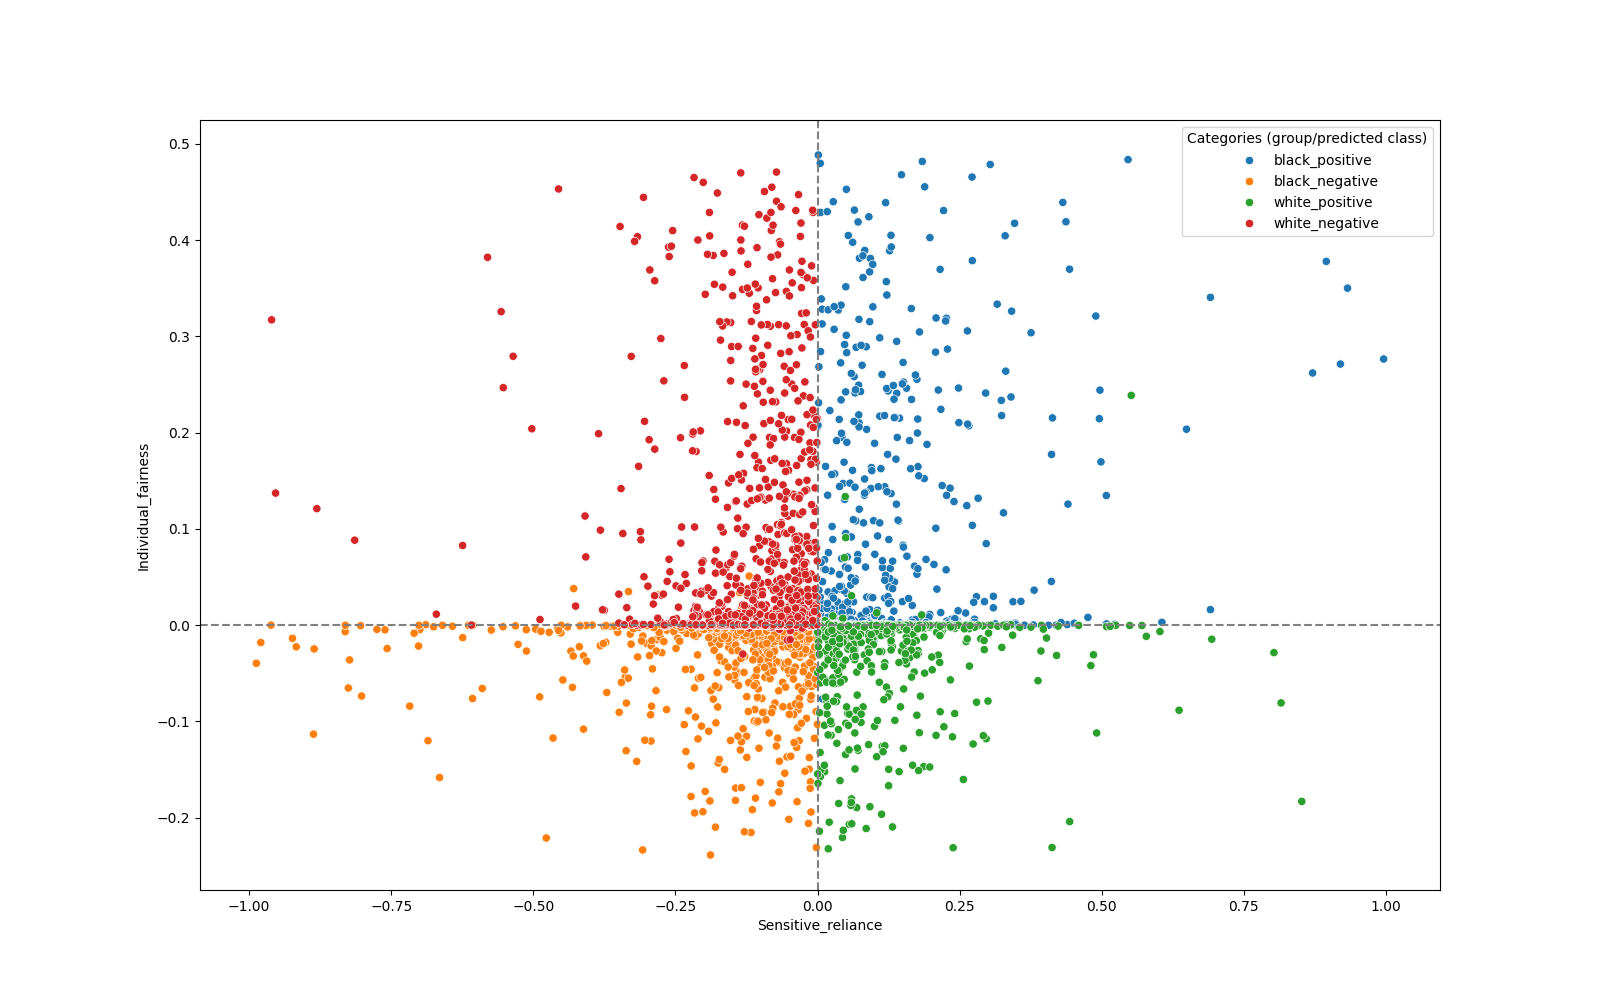 Categories (group/predicted class)
black_positive
black_negative
white_positive
white_negative
0.5
0.4
0.3
0.2
0.1
0.0
−0.1
−0.2
Individual_fairness
−1.00
−0.75
−0.50
−0.25
0.00
0.25
0.50
0.75
1.00
Sensitive_reliance